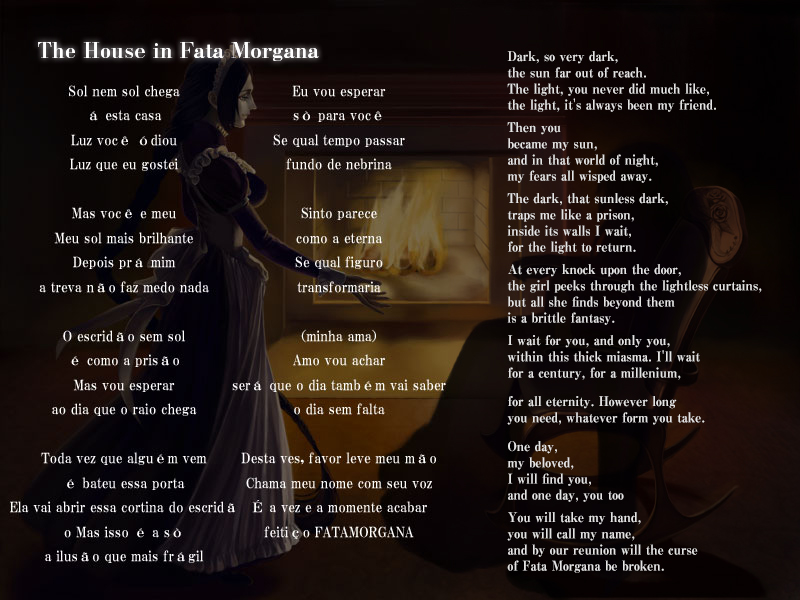 The House in Fata Morgana
Sol nem sol chega
á esta casa
Luz você ódiou
Luz que eu gostei
Mas você e meu
Meu sol mais brilhante
Depois prá mim
a treva não faz medo nada
O escridão sem sol
é como a prisão
Mas vou esperar
ao dia que o raio chega
Toda vez que alguém vem
é bateu essa porta
Ela vai abrir essa cortina do escridã
o Mas isso é a sò
a ilusão que mais frágil
Eu vou esperar
sò para você
Se qual tempo passar
fundo de nebrina
Sinto parece
como a eterna
Se qual figuro
transformaria
(minha ama)
Amo vou achar
será que o dia também vai saber
o dia sem falta
Desta ves, favor leve meu mão
Chama meu nome com seu voz
É a vez e a momente acabar
feitiço FATAMORGANA
Dark, so very dark,
the sun far out of reach.
The light, you never did much like,
the light, it's always been my friend.
Then you
became my sun,
and in that world of night,
my fears all wisped away.
The dark, that sunless dark,
traps me like a prison,
inside its walls I wait,
for the light to return.
At every knock upon the door,
the girl peeks through the lightless curtains,
but all she finds beyond them
is a brittle fantasy.
I wait for you, and only you,
within this thick miasma. I'll wait
for a century, for a millenium,
for all eternity. However long
you need, whatever form you take.
One day,
my beloved,
I will find you,
and one day, you too
You will take my hand,
you will call my name,
and by our reunion will the curse
of Fata Morgana be broken.